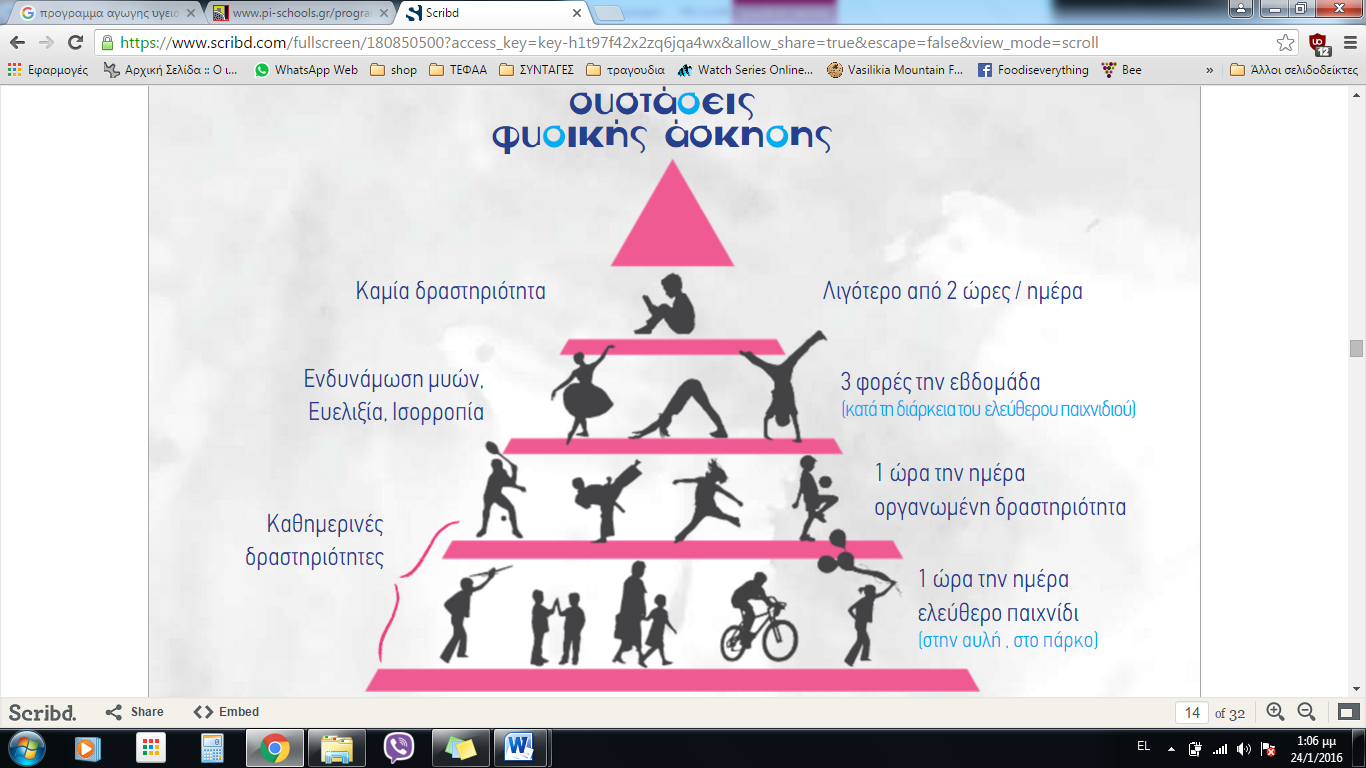 προγραμμα αγωγης υγεια
www.pi-schools.gr/progra
Scribd
https://www.scribd.com/fullscreen/180850500?access_key=key-h1t97f42x2zq6jqa4wx&allow_share=true&escape=false&view_mode=scroll
12
Εφαρμογές
Αρχική Σελίδα :: Ο ι...
WhatsApp Web
shop
ΤΕΦΑΑ
ΣΥΝΤΑΓΕΣ
τραγουδια
Watch Series Online...
Vasilikia Mountain F...
Foodiseverything
Bee
»
Άλλοι σελιδοδείκτες
συστάσεις
φυσικής άσκησης
Καμία δραστηριότητα
Λιγότερο από 2 ώρες / ημέρα
Ενδυνάμωση μυών,
Ευελιξία, Ισορροπία
3 φορές την εβδομάδα
(κατά τη διάρκεια του ελεύθερου παιχνιδιού)
1 ώρα την ημέρα
οργανωμένη δραστηριότητα
Καθημερινές
δραστηριότητες
1 ώρα την ημέρα
ελεύθερο παιχνίδι
(στην αυλή , στο πάρκο)
Scribd.
Share
Embed
14 of 32
EL
1:06 μμ
24/1/2016